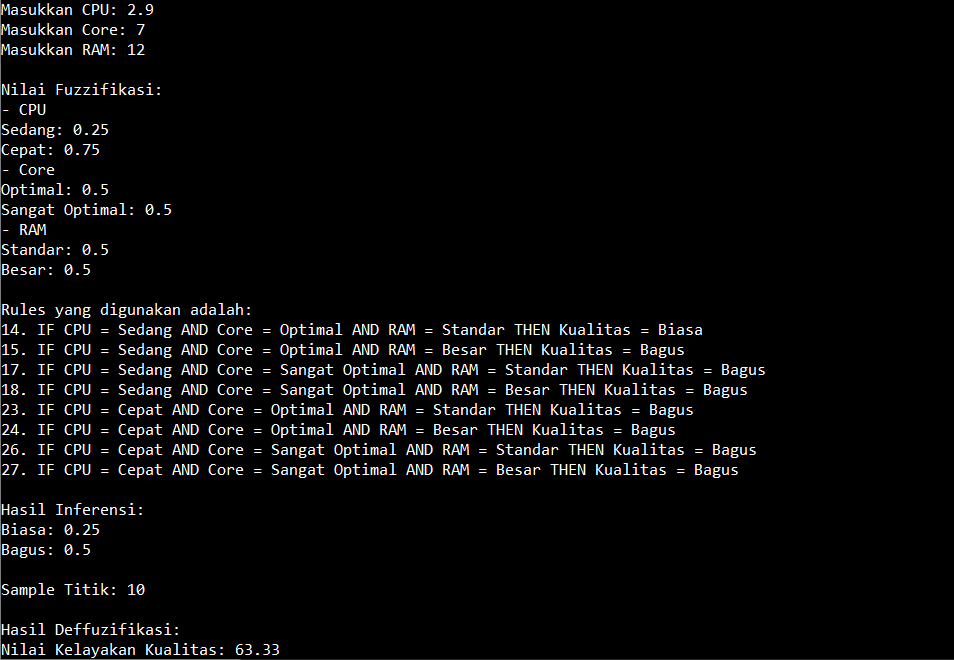 Masukkan CPU: 2.9
Masukkan Core: 7
Masukkan RAM: 12
Nilai Fuzzifikasi:
- CPU
Sedang: 0.25
Cepat: 0.75
- Core
Optimal: 0.5
Sangat Optimal: 0.5
- RAM
Standar: 0.5
Besar: 0.5
Rules yang digunakan adalah:
14. IF CPU = Sedang AND Core = Optimal AND RAM = Standar THEN Kualitas = Biasa
15. IF CPU = Sedang AND Core = Optimal AND RAM = Besar THEN Kualitas = Bagus
17. IF CPU = Sedang AND Core = Sangat Optimal AND RAM = Standar THEN Kualitas = Bagus
18. IF CPU = Sedang AND Core = Sangat Optimal AND RAM = Besar THEN Kualitas = Bagus
23. IF CPU = Cepat AND Core = Optimal AND RAM = Standar THEN Kualitas = Bagus
24. IF CPU = Cepat AND Core = Optimal AND RAM = Besar THEN Kualitas = Bagus
26. IF CPU = Cepat AND Core = Sangat Optimal AND RAM = Standar THEN Kualitas = Bagus
27. IF CPU = Cepat AND Core = Sangat Optimal AND RAM = Besar THEN Kualitas = Bagus
Hasil Inferensi:
Biasa: 0.25
Bagus: 0.5
Sample Titik: 10
Hasil Deffuzifikasi:
Nilai Kelayakan Kualitas: 63.33